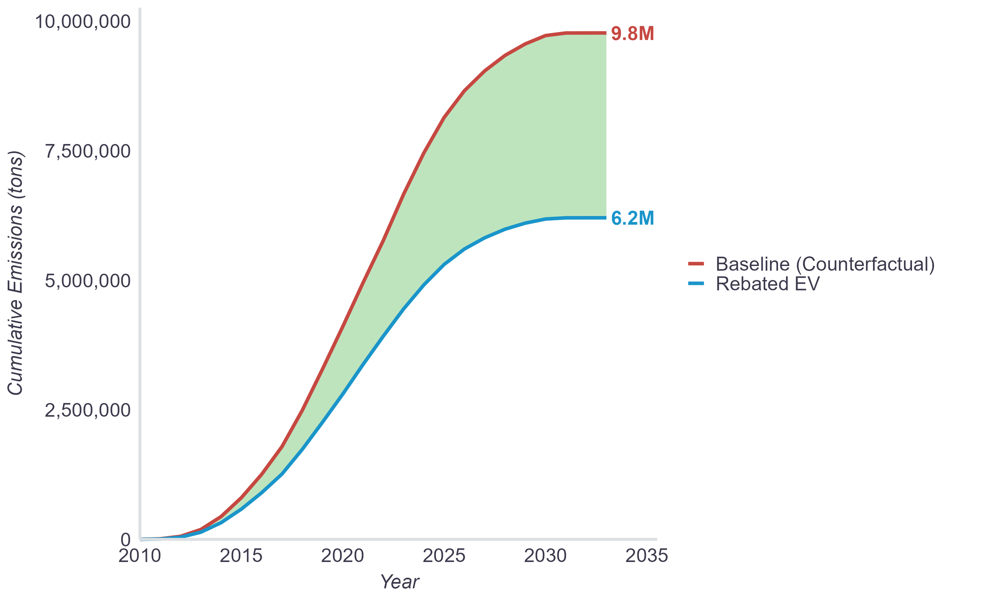 10,000,000
7,500,000
5,000,000
2,500,000
0
Cumulative Emissions (tons)
2010 2015 2020 2025 2030 2035
Year
9.8M
6.2M
Baseline (Counterfactual)
Rebated EV